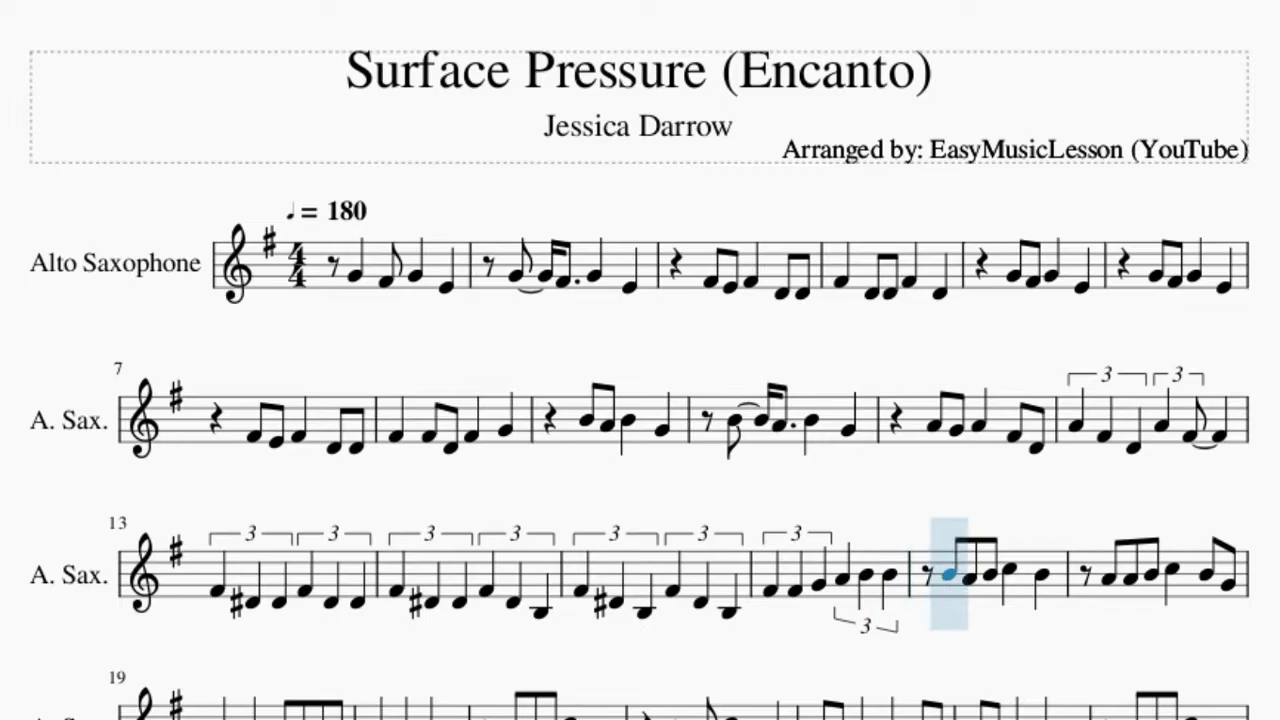 Surface Pressure (Encanto)
Jessica Darrow
Arranged by: EasyMusicLesson (YouTube)
♩ = 180
Alto Saxophone
4
4
7
A. Sax.
3
3
13
A. Sax.
3
3
3
3
3
3
3
3
19